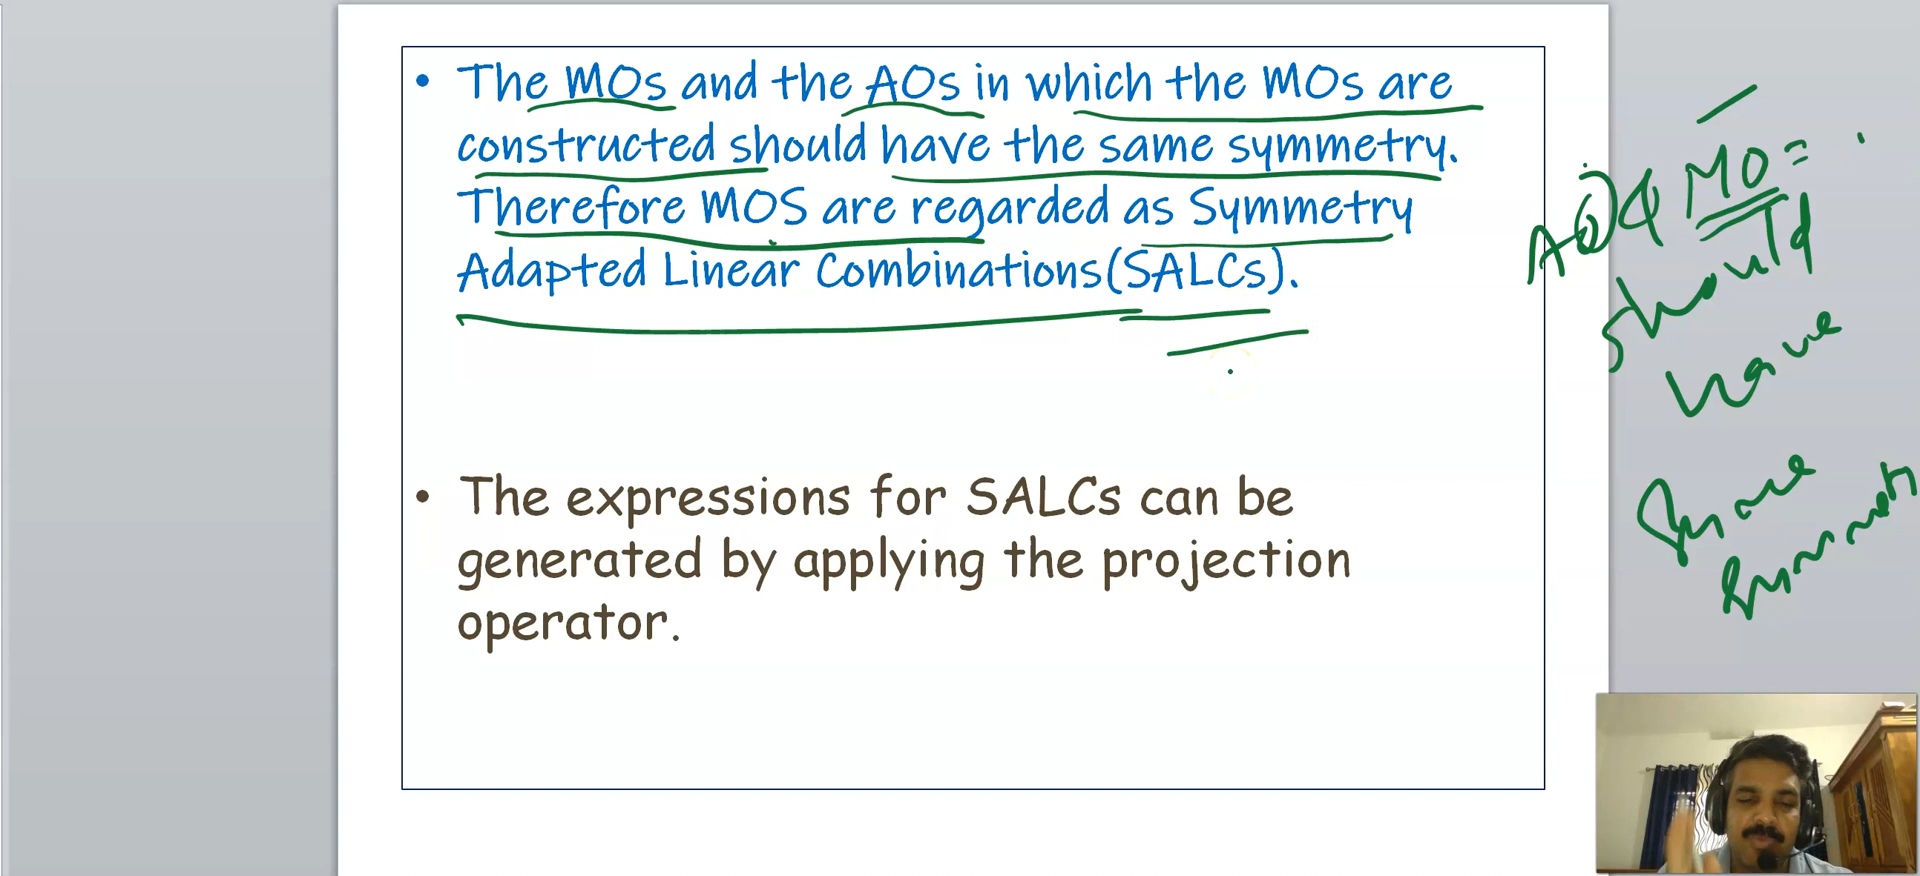 • The MOs and the AOs in which the MOs are
constructed should have the same symmetry.
Therefore MOS are regarded as Symmetry
Adapted Linear Combinations(SALCs).
• The expressions for SALCs can be
generated by applying the projection
operator.
MO =
should
have
same